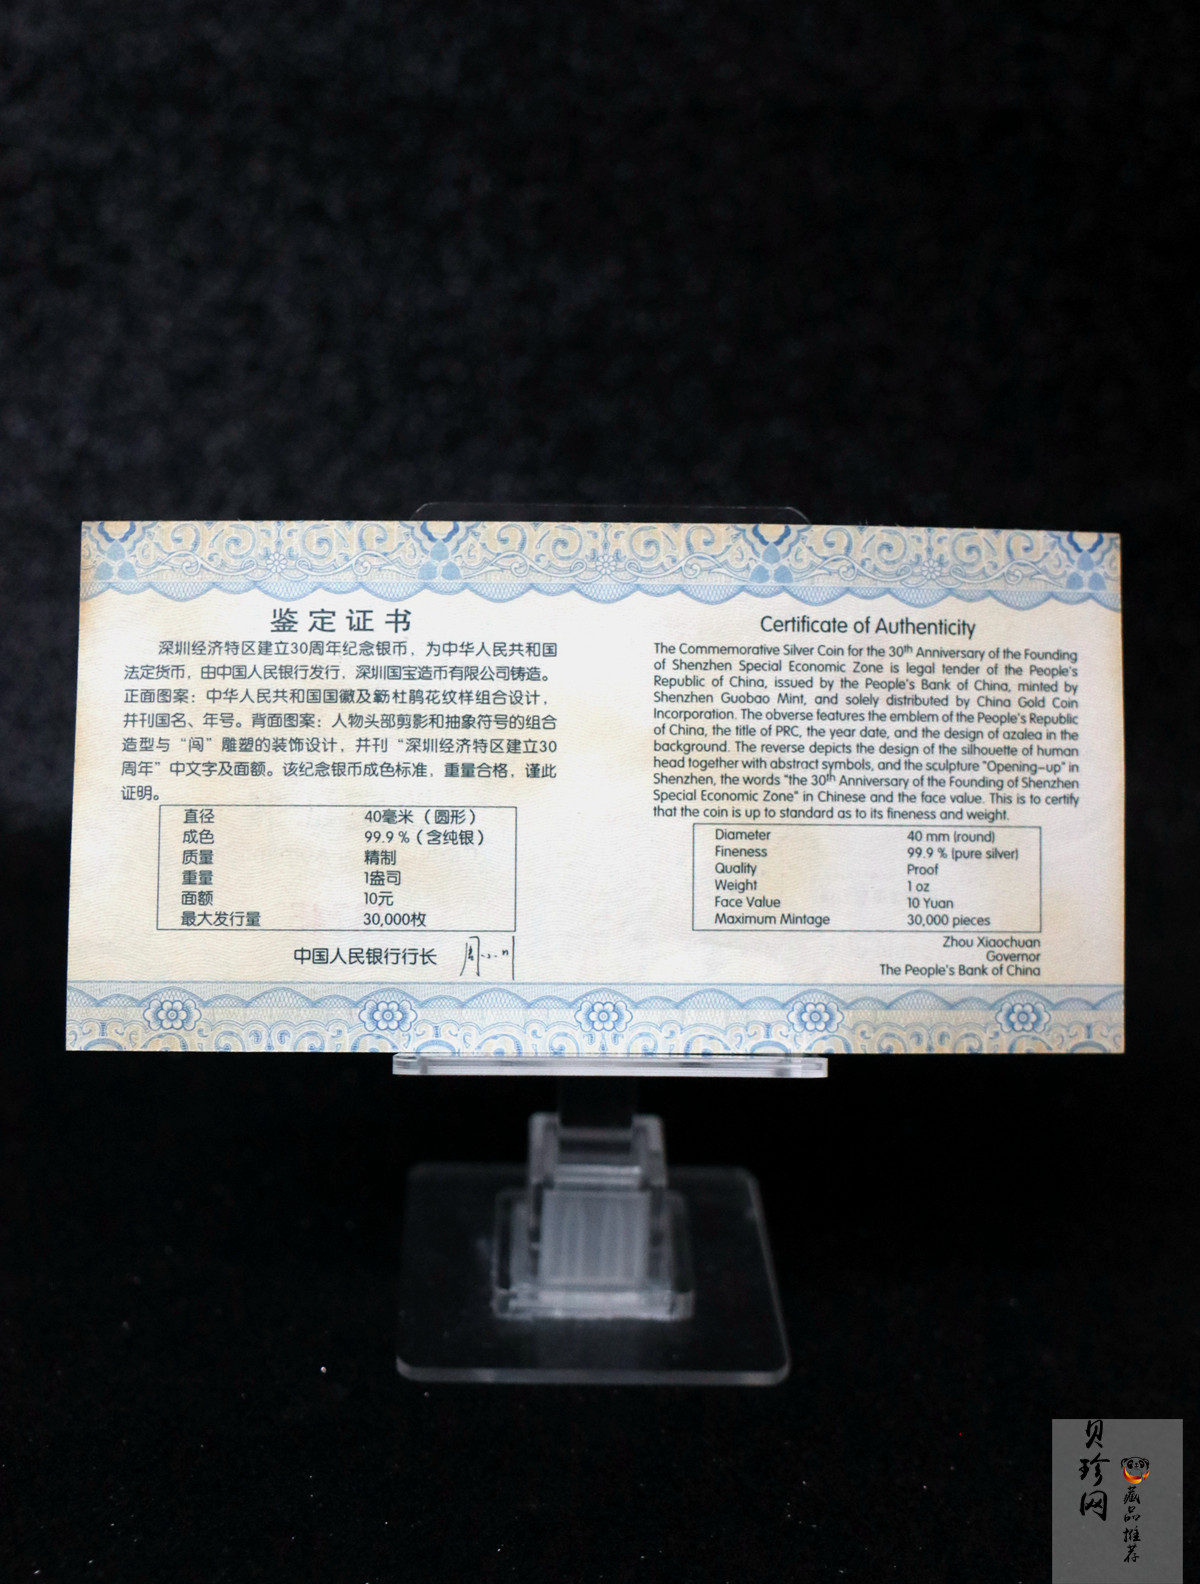 鉴定证书
深圳经济特区建立30周年纪念银币，为中华人民共和国
法定货币，由中国人民银行发行，深圳国宝造币有限公司铸造。
正面图案：中华人民共和国国徽及簕杜鹃花纹样组合设计，
并刊国名、年号。背面图案：人物头部剪影和抽象符号的组合
造型与“闯”雕塑的装饰设计，并刊“深圳经济特区建立30
周年”中文字及面额。该纪念银币成色标准，重量合格，谨此
证明。
直径 40毫米（圆形）
成色 99.9％（含纯银）
质量 精制
重量 1盎司
面额 10元
最大发行量 30,000枚
中国人民银行行长
Certificate of Authenticity
The Commemorative Silver Coin for the 30th Anniversary of the Founding
of Shenzhen Special Economic Zone is legal tender of the People's
Republic of China, issued by the People's Bank of China, minted by
Shenzhen Guobao Mint, and solely distributed by China Gold Coin
Incorporation. The obverse features the emblem of the People's Republic
of China, the title of PRC, the year date, and the design of azalea in the
background. The reverse depicts the design of the silhouette of human
head together with abstract symbols, and the sculpture "Opening-up" in
Shenzhen, the words "the 30th Anniversary of the Founding of Shenzhen
Special Economic Zone" in Chinese and the face value. This is to certify
that the coin is up to standard as to its fineness and weight.
Diameter 40 mm (round)
Fineness 99.9 % (pure silver)
Quality Proof
Weight 1 oz
Face Value 10 Yuan
Maximum Mintage 30,000 pieces
Zhou Xiaochuan
Governor
The People's Bank of China
贝珍网
藏品推荐